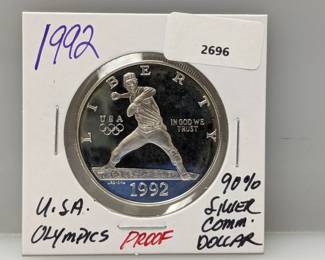 1992
2696
LIBERTY
USA
IN GOD WE
TRUST
1992
U.S.A.
OLYMPICS
PROOF
90%
SILVER
COMM.
DOLLAR